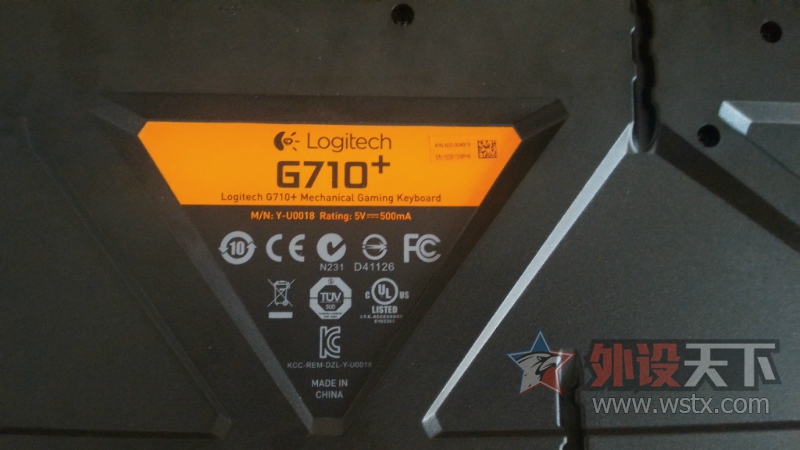 Logitech
G710+
Logitech G710+ Mechanical Gaming Keyboard
M/N: Y-U0018 Rating: 5V⎓500mA
10 CE FC
N231 D41126
TÜV
SÜD
C UL US
LISTED
KCC-REM-DZL-Y-U0018
MADE IN
CHINA
外设天下
www.wstx.com